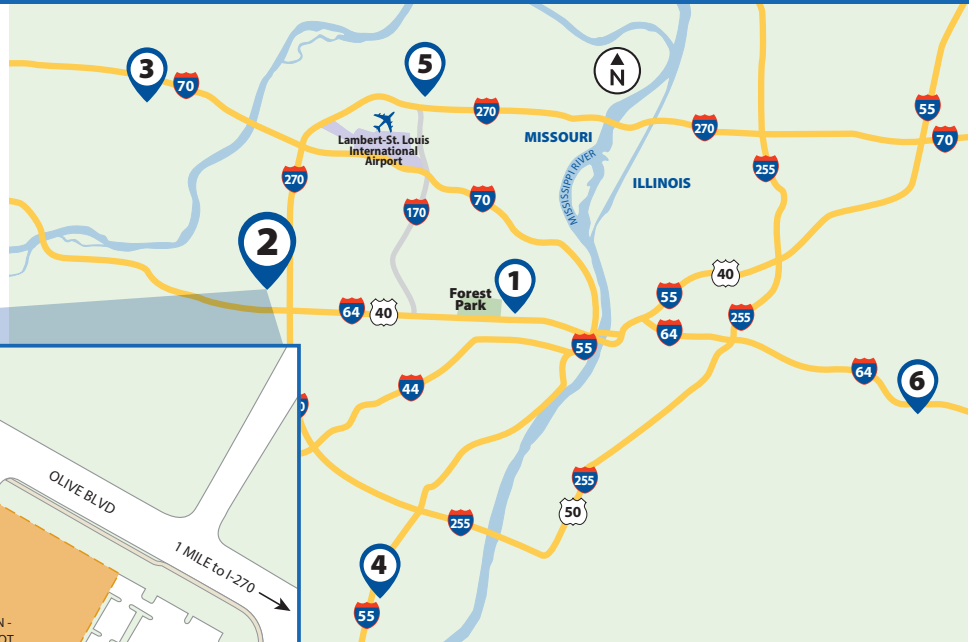 3
70
5
N
270
MISSOURI
270
55
70
Lambert-St. Louis
International
Airport
MISSISSIPPI RIVER
255
ILLINOIS
270
70
170
2
40
1
Forest
Park
55
64
40
255
64
55
44
64
6
OLIVE BLVD
255
50
255
1 MILE to I-270
4
55
N -
OT